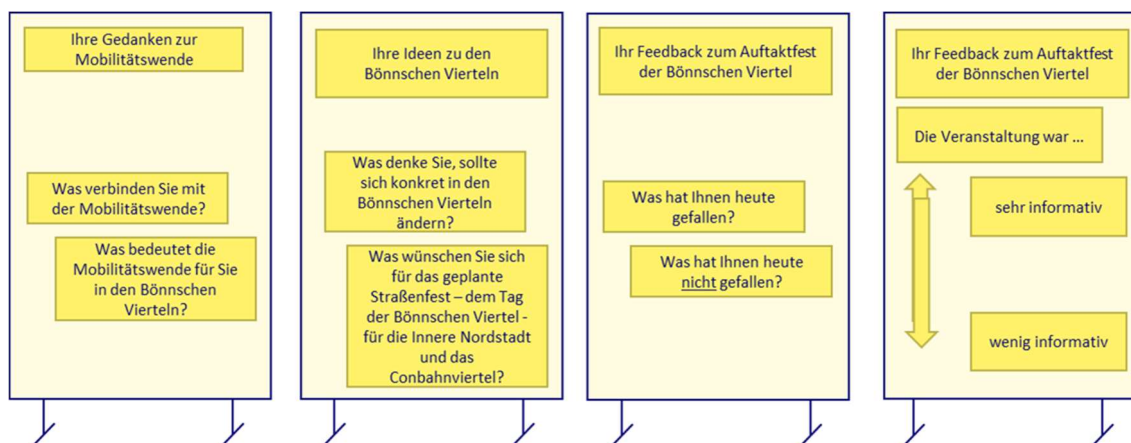 Ihre Gedanken zur
Mobilitätswende
Was verbinden Sie mit
der Mobilitätswende?
Was bedeutet die
Mobilitätswende für Sie
in den Bönnschen
Vierteln?
Ihre Ideen zu den
Bönnschen Vierteln
Was denke Sie, sollte
sich konkret in den
Bönnschen Vierteln
ändern?
Was wünschen Sie sich
für das geplante
Straßenfest – dem Tag
der Bönnschen Viertel -
für die Innere Nordstadt
und das
Conbahnviertel?
Ihr Feedback zum Auftaktfest
der Bönnschen Viertel
Was hat Ihnen heute
gefallen?
Was hat Ihnen heute
nicht gefallen?
Ihr Feedback zum Auftaktfest
der Bönnschen Viertel
Die Veranstaltung war ...
sehr informativ
wenig informativ